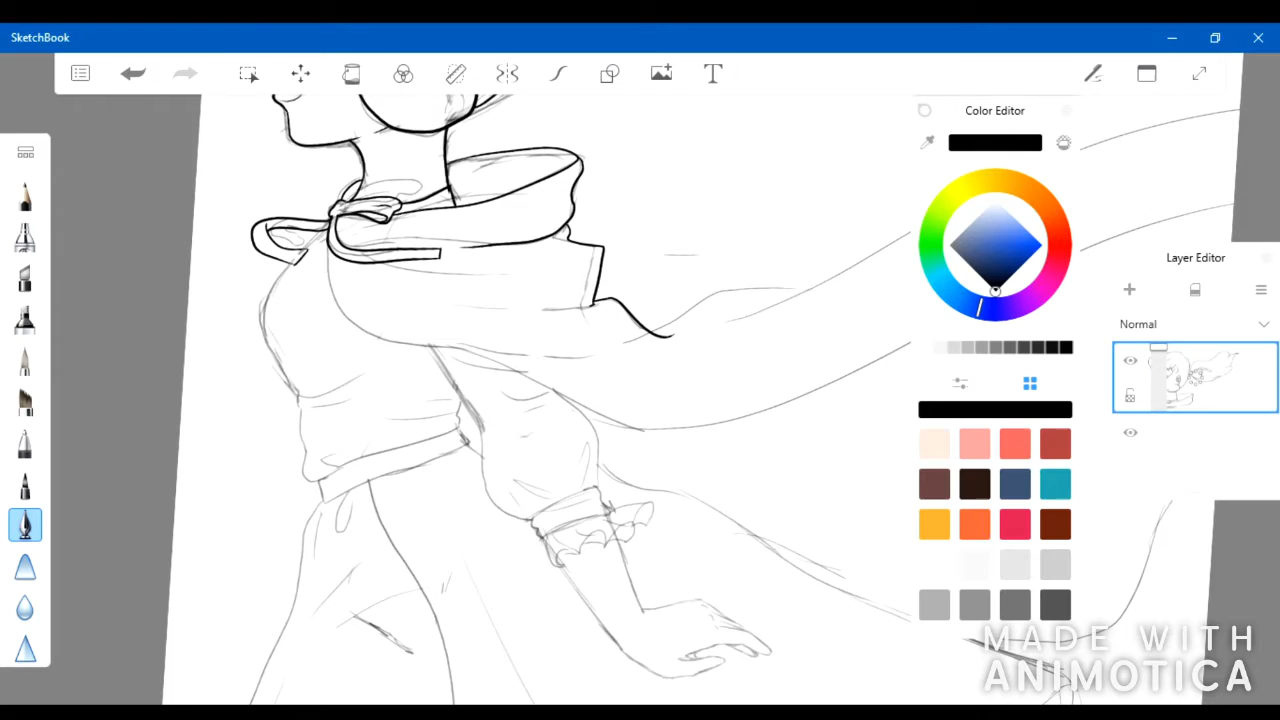 SketchBook
T
Color Editor
Layer Editor
Normal
MADE WITH
ANIMOTICA